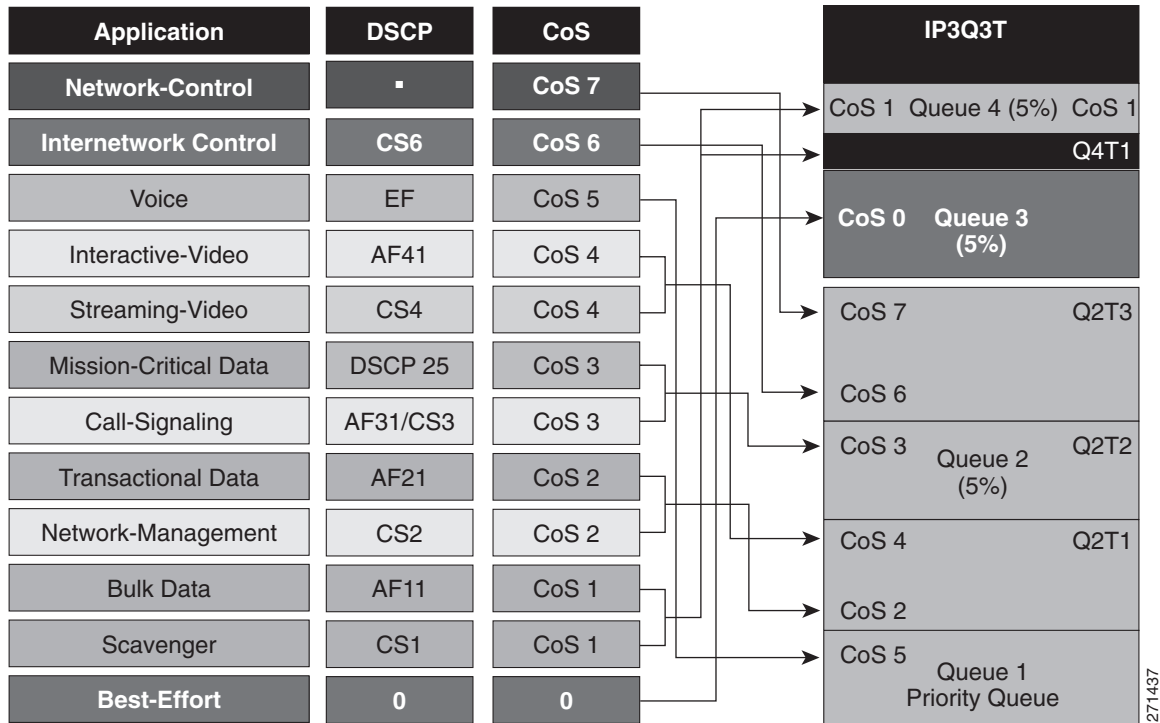 Application DSCP CoS IP3Q3T
Network-Control - CoS 7
CoS 1 Queue 4 (5%) CoS 1
Internetwork Control CS6 CoS 6
Q4T1
Voice EF CoS 5
CoS 0 Queue 3
(5%)
Interactive-Video AF41 CoS 4
Streaming-Video CS4 CoS 4
CoS 7 Q2T3
Mission-Critical Data DSCP 25 CoS 3
CoS 6
Call-Signaling AF31/CS3 CoS 3
CoS 3 Queue 2 Q2T2
(5%)
Transactional Data AF21 CoS 2
Network-Management CS2 CoS 2
CoS 4 Q2T1
Bulk Data AF11 CoS 1
CoS 2
Scavenger CS1 CoS 1
CoS 5 Queue 1
Priority Queue
Best-Effort 0 0
271437